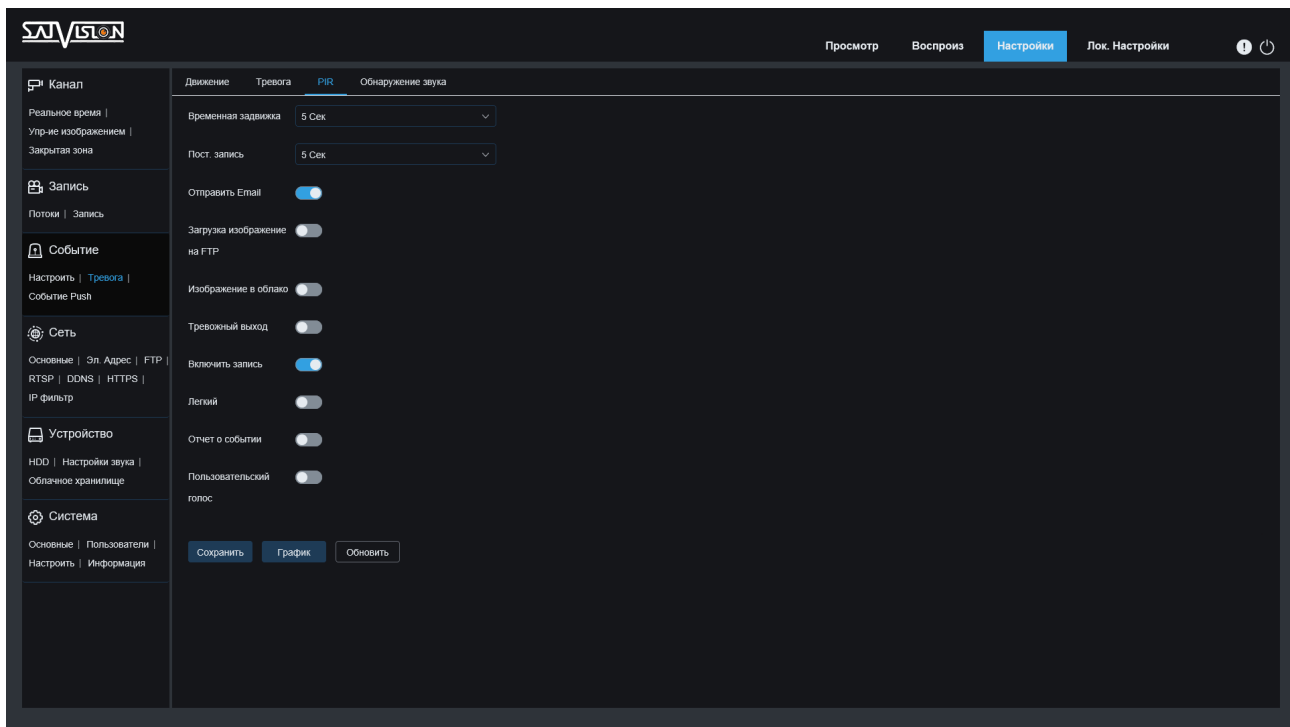 SATVISION
Просмотр Воспроиз Настройки Лок. Настройки
Канал
Реальное время |
Упр-ие изображением |
Закрытая зона
Запись
Потоки | Запись
Событие
Настроить | Тревога |
Событие Push
Сеть
Основные | Эл. Адрес | FTP |
RTSP | DDNS | HTTPS |
IP фильтр
Устройство
HDD | Настройки звука |
Облачное хранилище
Система
Основные | Пользователи |
Настроить | Информация
Движение Тревога PIR Обнаружение звука
Временная задвижка 5 Сек
Пост. запись 5 Сек
Отправить Email
Загрузка изображение
на FTP
Изображение в облако
Тревожный выход
Включить запись
Легкий
Отчет о событии
Пользовательский
голос
Сохранить График Обновить